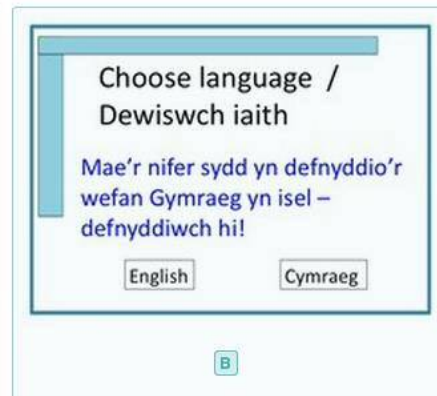 Choose language /
Dewiswch iaith
Mae'r nifer sydd yn defnyddio'r
wefan Gymraeg yn isel –
defnyddiwch hi!
English
Cymraeg
B